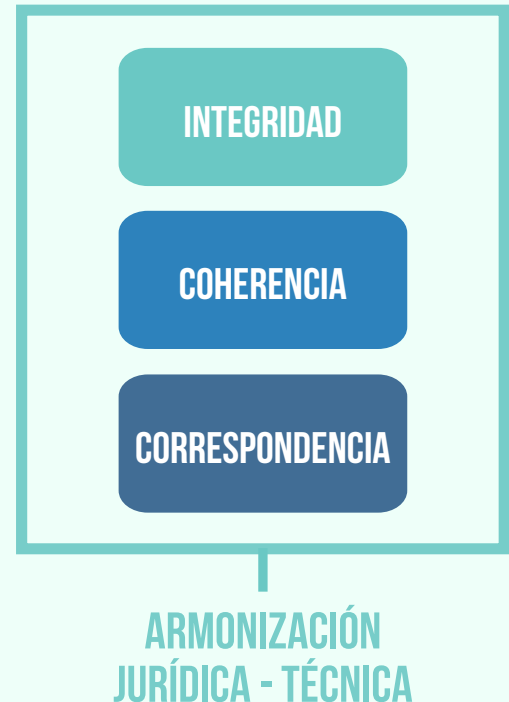 INTEGRIDAD
COHERENCIA
CORRESPONDENCIA
ARMONIZACIÓN
JURÍDICA - TÉCNICA